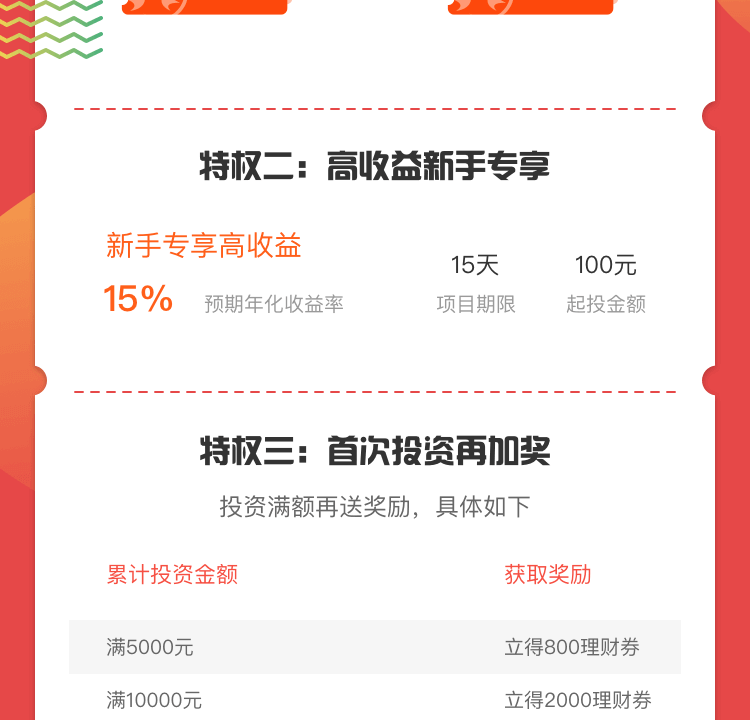 特权二：高收益新手专享
新手专享高收益
15% 预期年化收益率
15天 100元
项目期限 起投金额
特权三：首次投资再加奖
投资满额再送奖励，具体如下
累计投资金额 获取奖励
满5000元 立得800理财券
满10000元 立得2000理财券